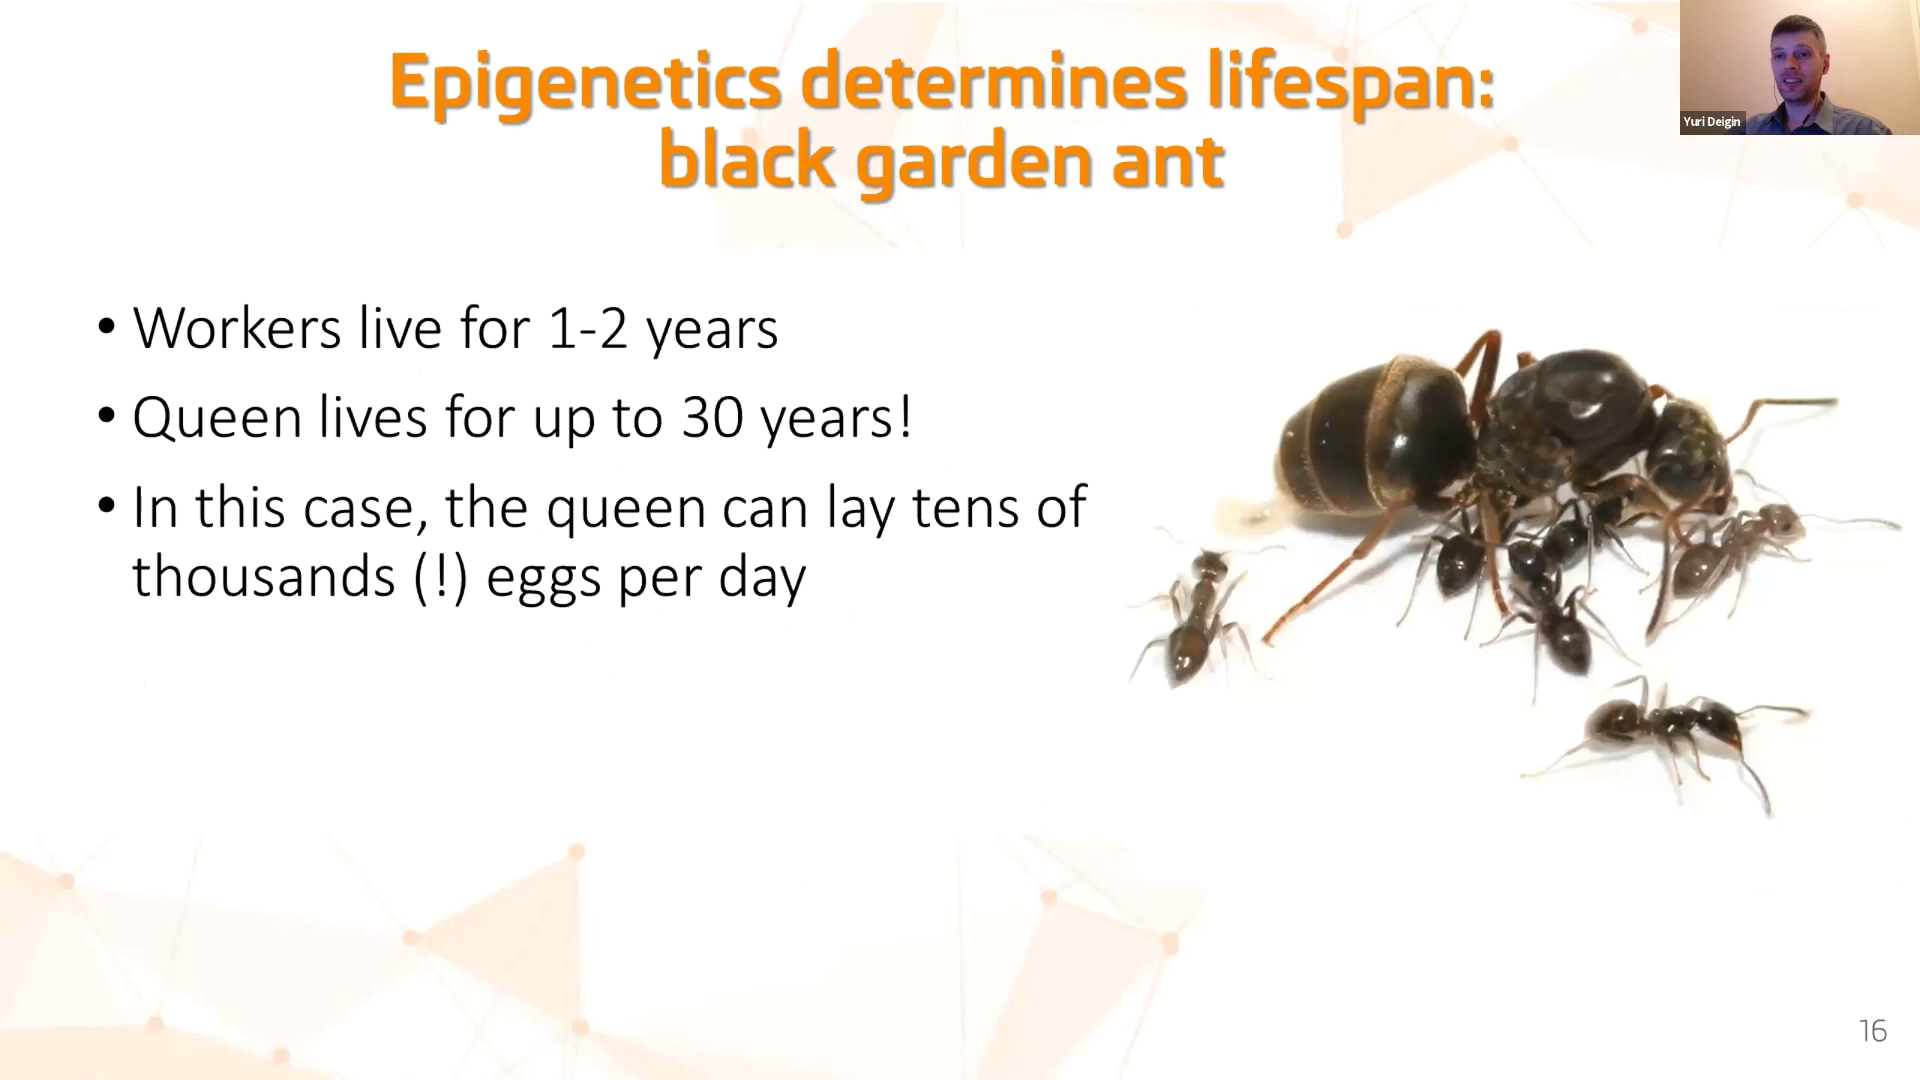 Epigenetics determines lifespan:
black garden ant
Yuri Deigin
• Workers live for 1-2 years
• Queen lives for up to 30 years!
• In this case, the queen can lay tens of
thousands (!) eggs per day
16